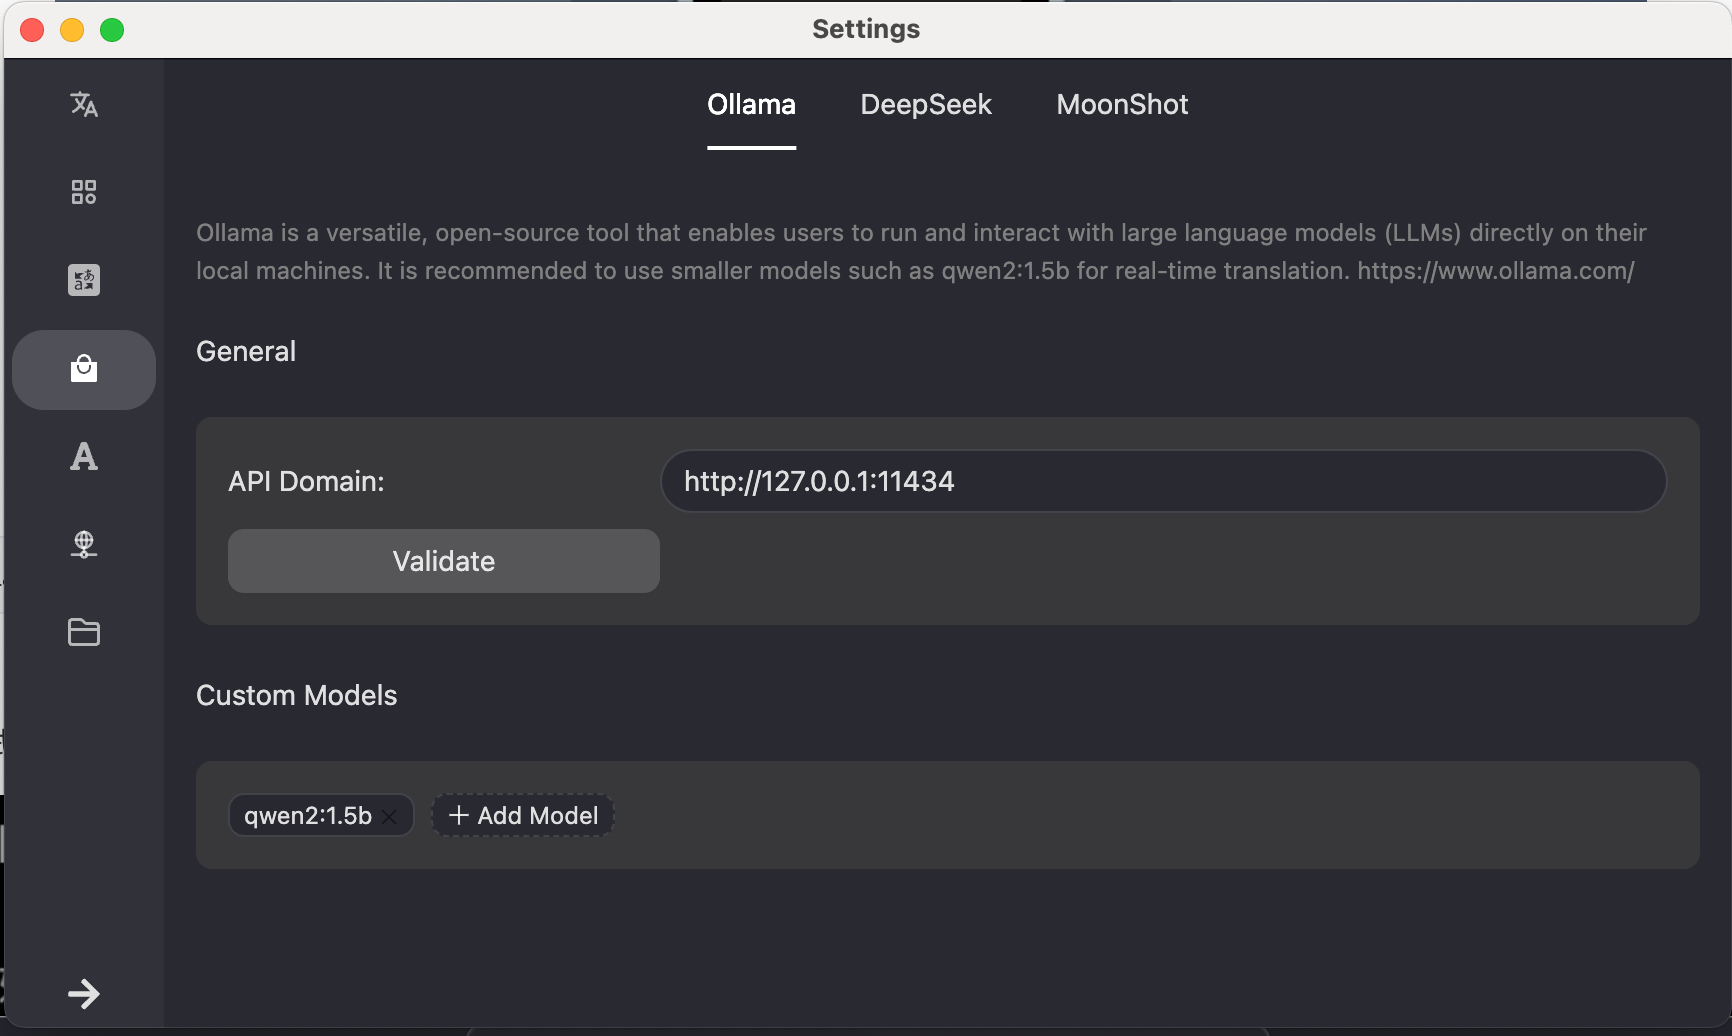 Settings
Ollama
DeepSeek
MoonShot
Ollama is a versatile, open-source tool that enables users to run and interact with large language models (LLMs) directly on their
local machines. It is recommended to use smaller models such as qwen2:1.5b for real-time translation. https://www.ollama.com/
General
API Domain:
http://127.0.0.1:11434
Validate
Custom Models
qwen2:1.5b
+ Add Model